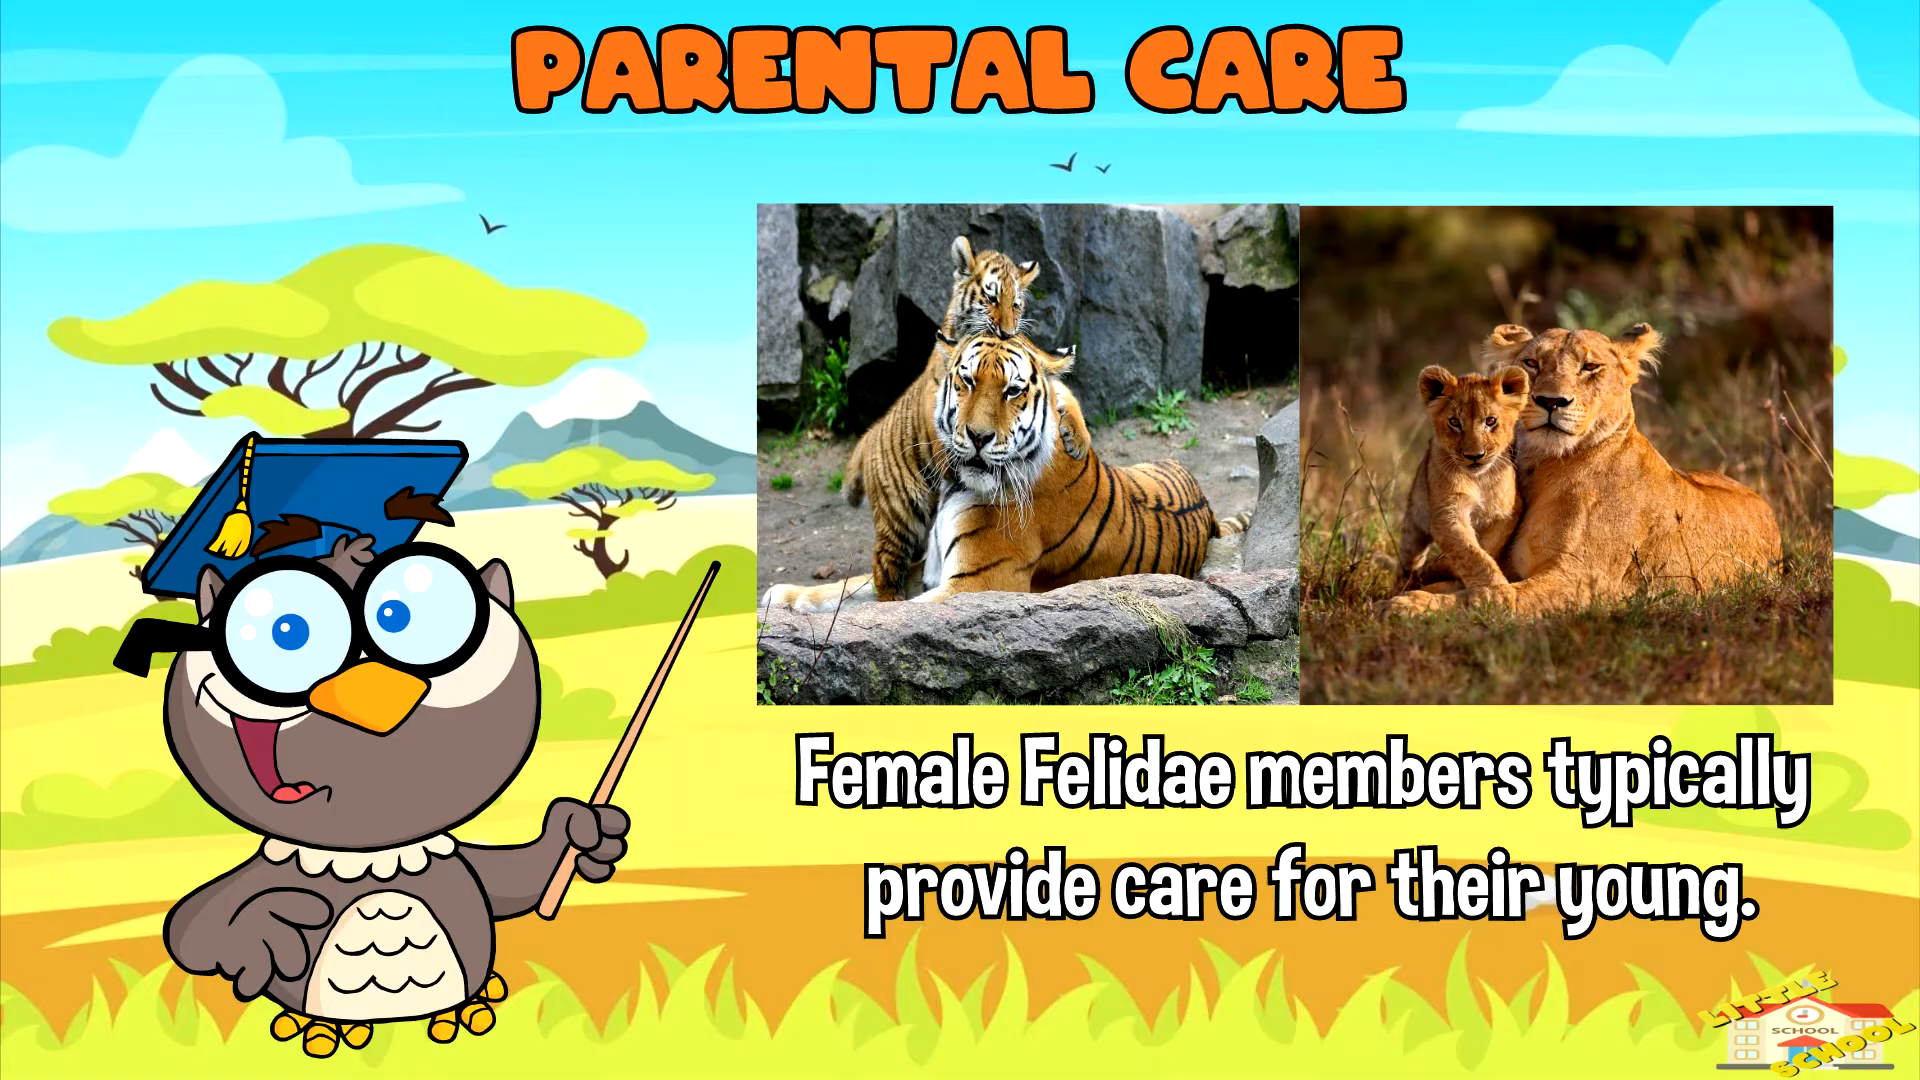 PARENTAL CARE
Female Felidae members typically
provide care for their young.
LITTLE
SCHOOL
SCHOOL